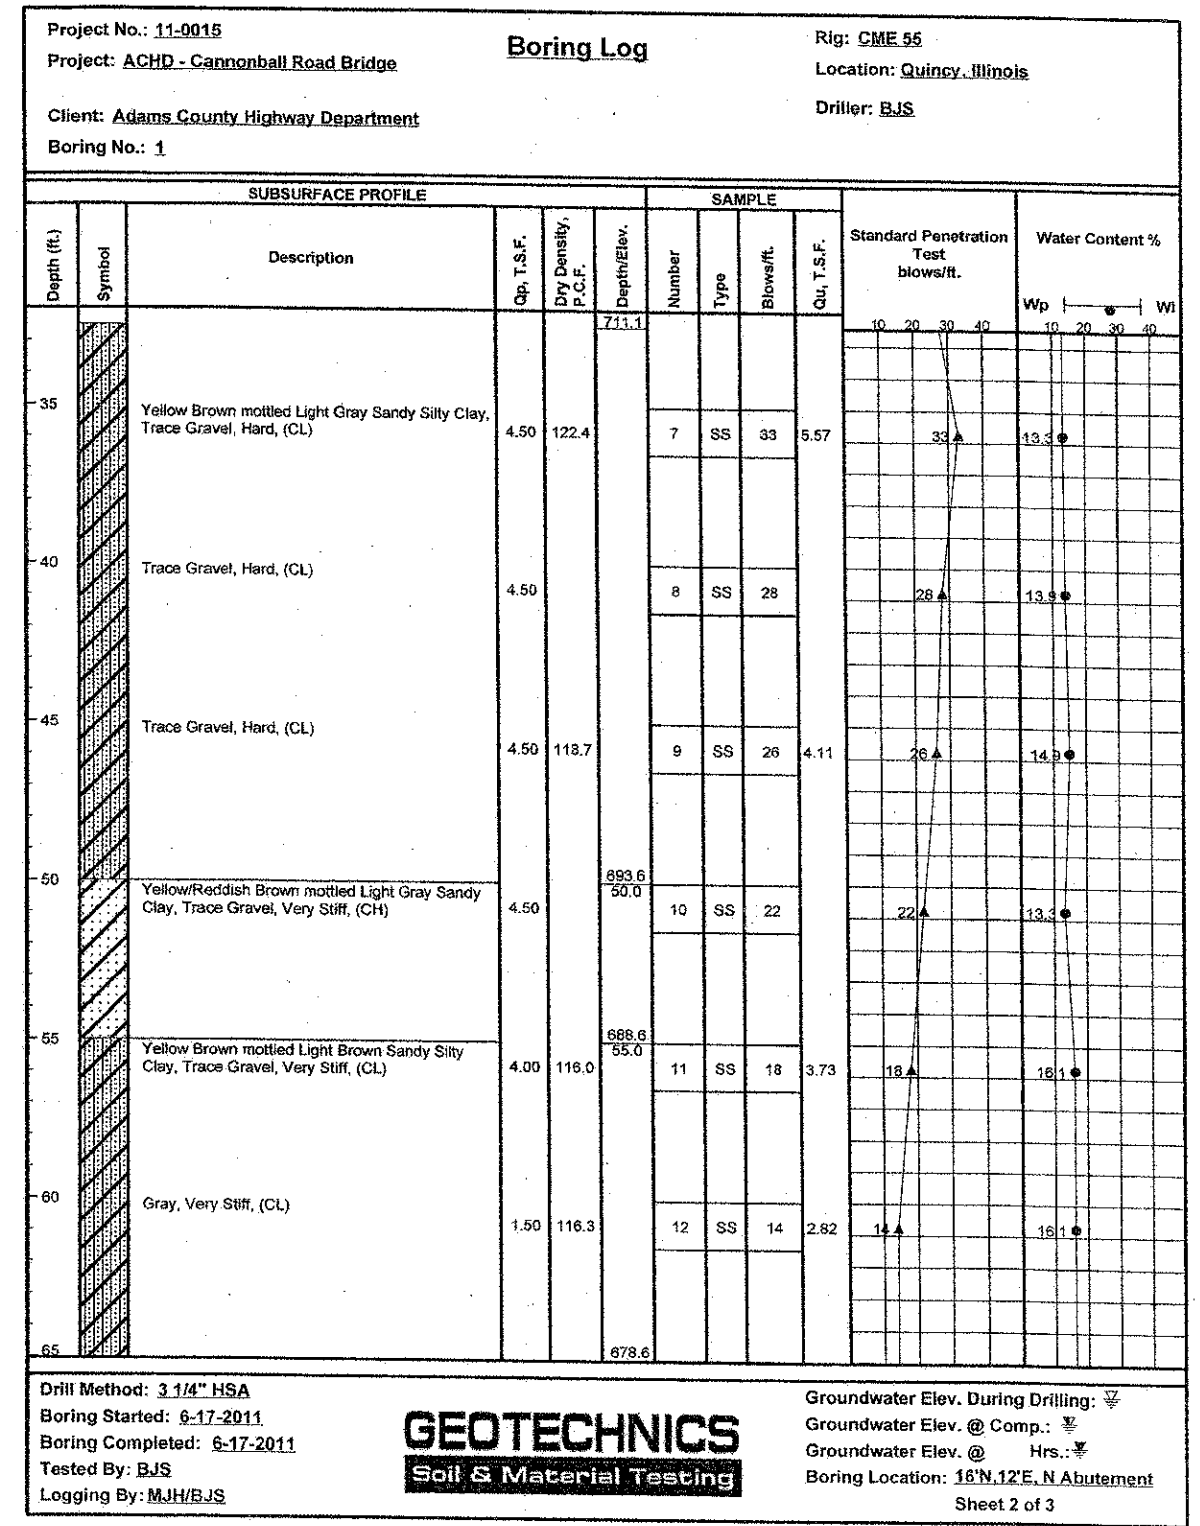 Project No.: 11-0015
Project: ACHD - Cannonball Road Bridge
Client: Adams County Highway Department
Boring No.: 1
Boring Log
Rig: CME 55
Location: Quincy, Illinois
Driller: BJS
SUBSURFACE PROFILE
SAMPLE
Depth (ft.)
Symbol
Description
Qp, T.S.F.
Dry Density, P.C.F.
Depth/Elev.
Number
Type
Blows/ft.
Qu, T.S.F.
Standard Penetration
Test
blows/ft.
10 20 30 40
Water Content %
Wp Wl
10 20 30 40
711.1
35
Yellow Brown mottled Light Gray Sandy Silty Clay,
Trace Gravel, Hard, (CL)
4.50 122.4 7 SS 33 5.57 33 13.3
40
Trace Gravel, Hard, (CL)
4.50 8 SS 28 28 13.9
45
Trace Gravel, Hard, (CL)
4.50 118.7 9 SS 26 4.11 26 14.9
50
693.6
50.0
Yellow/Reddish Brown mottled Light Gray Sandy
Clay, Trace Gravel, Very Stiff, (CH)
4.50 10 SS 22 22 13.3
55
688.6
55.0
Yellow Brown mottled Light Brown Sandy Silty
Clay, Trace Gravel, Very Stiff, (CL)
4.00 116.0 11 SS 18 3.73 18 16.1
60
Gray, Very Stiff, (CL)
1.50 116.3 12 SS 14 2.82 14 16.1
65
678.6
Drill Method: 3 1/4" HSA
Boring Started: 6-17-2011
Boring Completed: 6-17-2011
Tested By: BJS
Logging By: MJH/BJS
GEOTECHNICS
Soil & Material Testing
Groundwater Elev. During Drilling:
Groundwater Elev. @ Comp.:
Groundwater Elev. @ Hrs.:
Boring Location: 16'N,12'E, N Abutement
Sheet 2 of 3